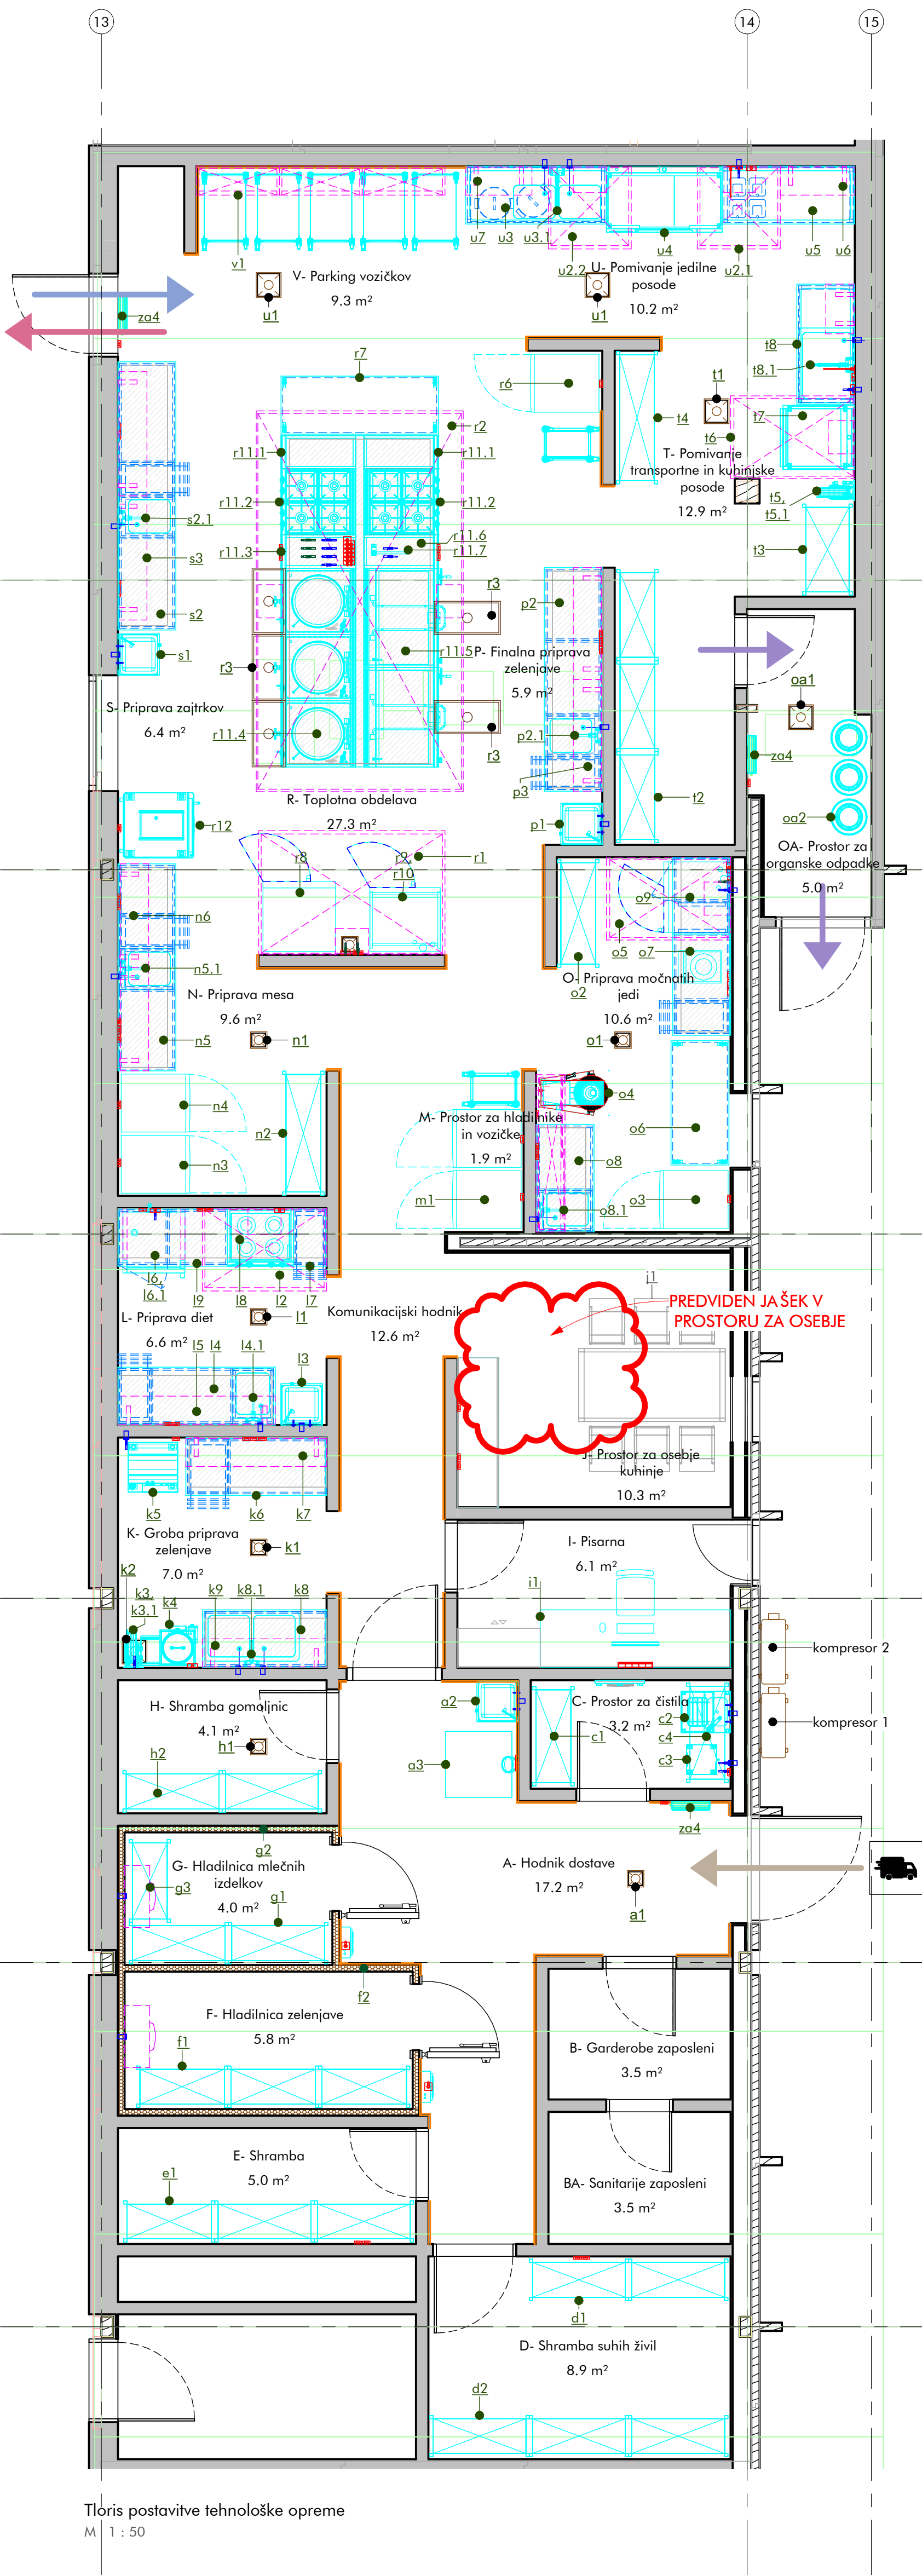 13
14
15
u7
u3
u3.1
u2.2
u4
u2.1
u5
u6
v1
V- Parking vozičkov
9.3 m²
U- Pomivanje jedilne
posode
10.2 m²
u1
u1
za4
r7
r6
t8
t8.1
t1
t4
t7
t6
r2
r11.1
r11.1
T- Pomivanje
transportne in kuhinjske
posode
12.9 m²
r11.2
r11.2
t5,
t5.1
s2.1
r11.6
r11.3
r11.7
t3
s3
r3
p2
s2
s1
r3
r11.5
P- Finalna priprava
zelenjave
5.9 m²
oa1
S- Priprava zajtrkov
6.4 m²
r11.4
r3
p2.1
za4
p3
t2
R- Toplotna obdelava
27.3 m²
oa2
r12
p1
OA- Prostor za
organske odpadke
5.0 m²
r8
r9,
r10
r1
o9
n6
o5
o7
n5.1
o2
O- Priprava močnatih
jedi
10.6 m²
N- Priprava mesa
9.6 m²
n5
n1
o1
n4
n2
M- Prostor za hladilnike
in vozičke
1.9 m²
o4
o6
n3
o8
m1
o8.1
o3
l6,
l6.1
l9
l8
l2
l7
j1
PREDVIDEN JAŠEK V
PROSTORU ZA OSEBJE
L- Priprava diet
6.6 m²
l1
Komunikacijski hodnik
12.6 m²
l5
l4
l4.1
l3
J- Prostor za osebje
kuhinje
10.3 m²
k5
k6
k7
K- Groba priprava
zelenjave
7.0 m²
k1
I- Pisarna
6.1 m²
k2
k3,
k3.1
k4
k9
k8.1
k8
i1
kompresor 2
H- Shramba gomoljnic
4.1 m²
a2
C- Prostor za čistila
3.2 m²
c2
c4
c1
c3
kompresor 1
h1
h2
a3
za4
g2
G- Hladilnica mlečnih
izdelkov
4.0 m²
g3
g1
A- Hodnik dostave
17.2 m²
a1
f2
F- Hladilnica zelenjave
5.8 m²
f1
B- Garderobe zaposleni
3.5 m²
E- Shramba
5.0 m²
e1
BA- Sanitarije zaposleni
3.5 m²
d1
D- Shramba suhih živil
8.9 m²
d2
Tloris postavitve tehnološke opreme
M 1 : 50